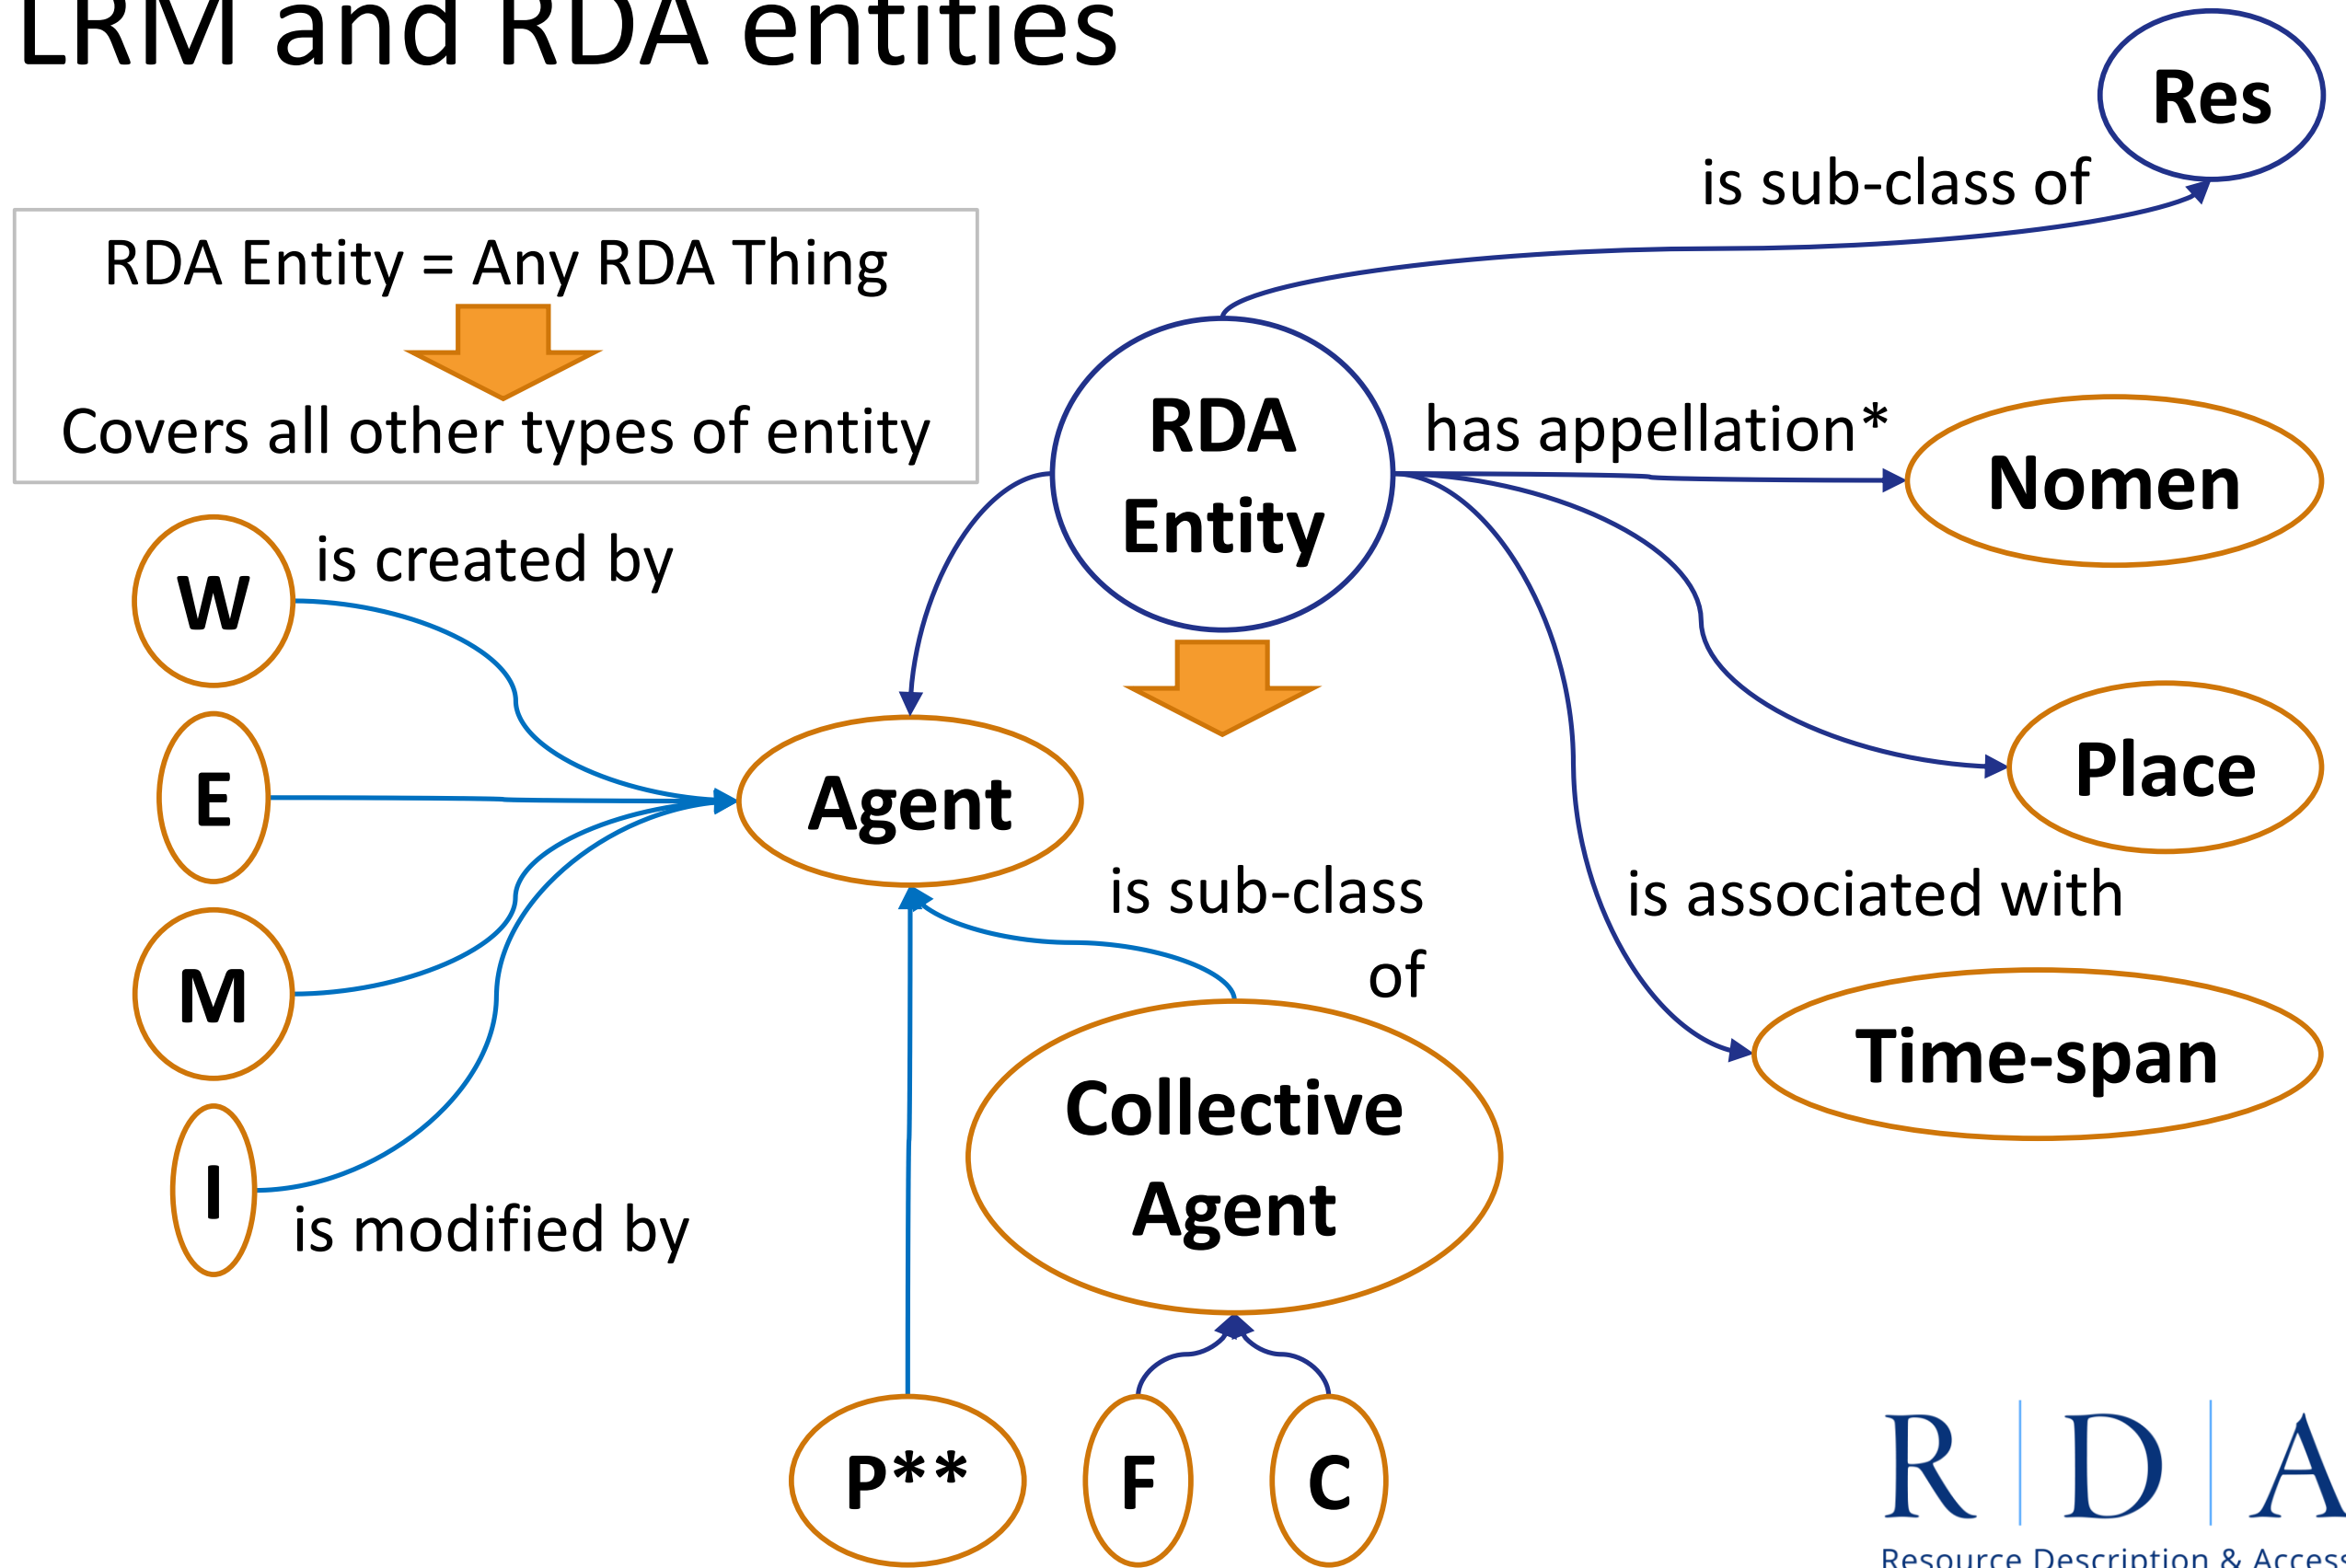 LRM and RDA entities
Res
is sub-class of
RDA Entity = Any RDA Thing
Covers all other types of entity
RDA
Entity
has appellation*
Nomen
is created by
W
E
Agent
Place
is sub-class
of
is associated with
M
Time-span
Collective
Agent
I
is modified by
P**
F
C
R D A
Resource Description & Access